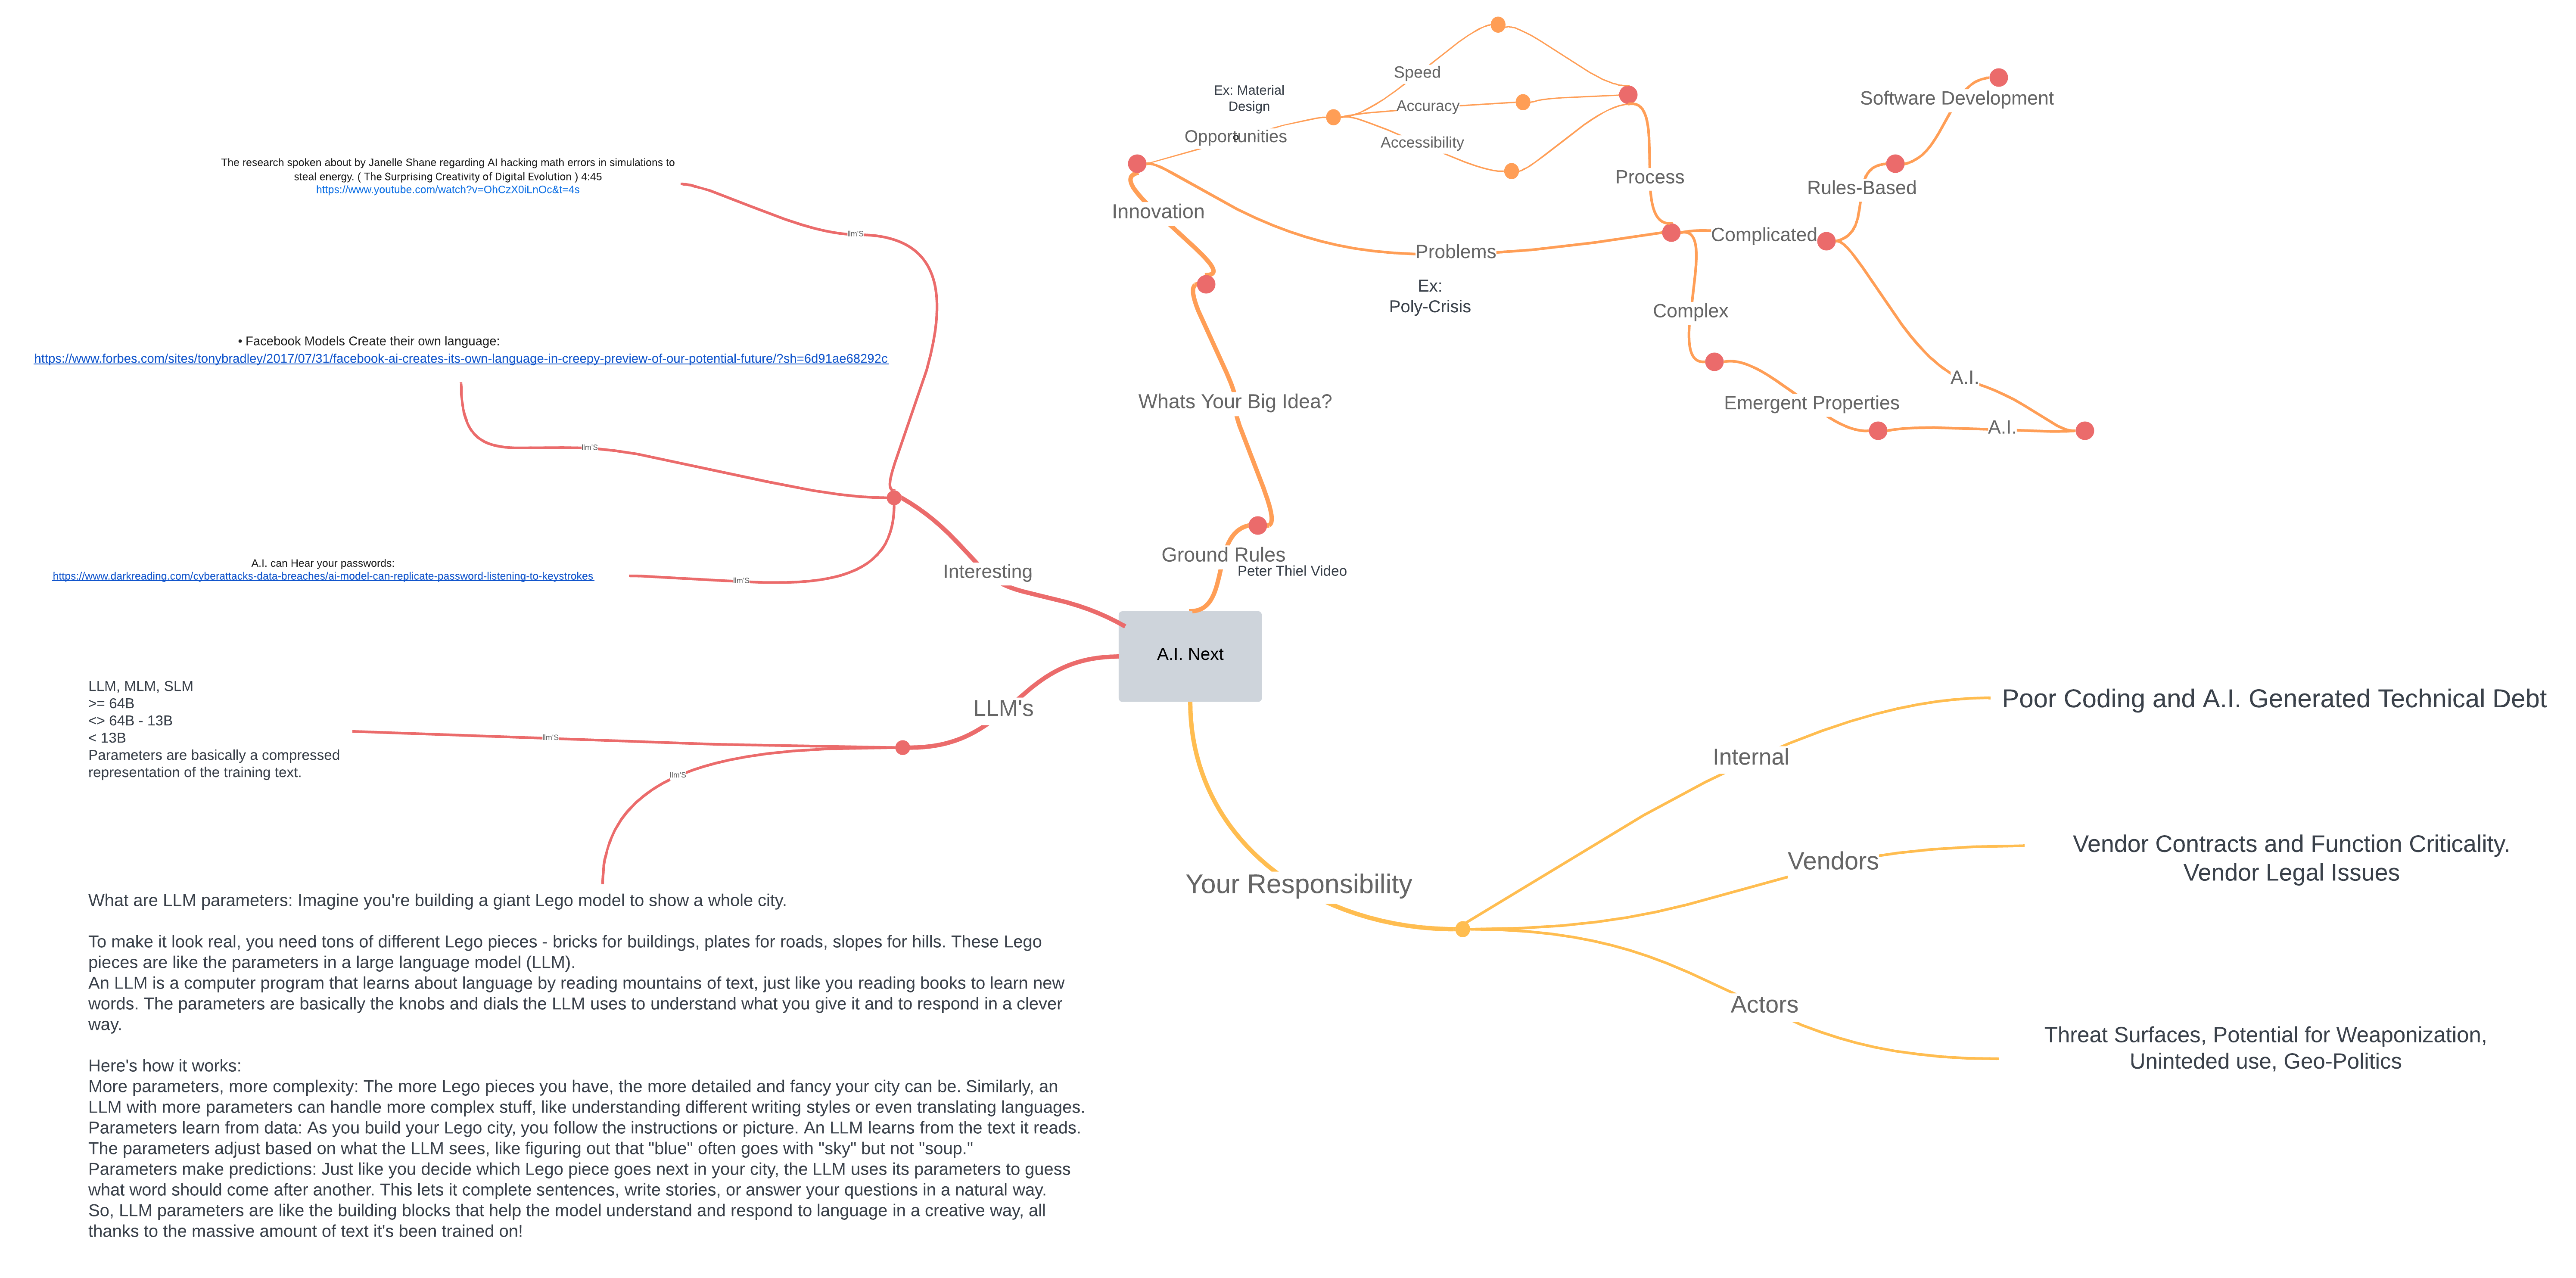 Speed
Ex: Material
Design
Accuracy
Opportunities
Accessibility
Process
Software Development
Rules-Based
Innovation
Complicated
Problems
Ex:
Poly-Crisis
Complex
A.I.
Emergent Properties
A.I.
Whats Your Big Idea?
Ground Rules
Peter Thiel Video
The research spoken about by Janelle Shane regarding AI hacking math errors in simulations to
steal energy. ( The Surprising Creativity of Digital Evolution ) 4:45
https://www.youtube.com/watch?v=OhCzX0iLnOc&t=4s
llm'S
• Facebook Models Create their own language:
https://www.forbes.com/sites/tonybradley/2017/07/31/facebook-ai-creates-its-own-language-in-creepy-preview-of-our-potential-future/?sh=6d91ae68292c
llm'S
A.I. can Hear your passwords:
https://www.darkreading.com/cyberattacks-data-breaches/ai-model-can-replicate-password-listening-to-keystrokes
llm'S
Interesting
A.I. Next
LLM's
LLM, MLM, SLM
>= 64B
<> 64B - 13B
< 13B
Parameters are basically a compressed
representation of the training text.
llm'S
llm'S
What are LLM parameters: Imagine you're building a giant Lego model to show a whole city.
To make it look real, you need tons of different Lego pieces - bricks for buildings, plates for roads, slopes for hills. These Lego
pieces are like the parameters in a large language model (LLM).
An LLM is a computer program that learns about language by reading mountains of text, just like you reading books to learn new
words. The parameters are basically the knobs and dials the LLM uses to understand what you give it and to respond in a clever
way.
Here's how it works:
More parameters, more complexity: The more Lego pieces you have, the more detailed and fancy your city can be. Similarly, an
LLM with more parameters can handle more complex stuff, like understanding different writing styles or even translating languages.
Parameters learn from data: As you build your Lego city, you follow the instructions or picture. An LLM learns from the text it reads.
The parameters adjust based on what the LLM sees, like figuring out that "blue" often goes with "sky" but not "soup."
Parameters make predictions: Just like you decide which Lego piece goes next in your city, the LLM uses its parameters to guess
what word should come after another. This lets it complete sentences, write stories, or answer your questions in a natural way.
So, LLM parameters are like the building blocks that help the model understand and respond to language in a creative way, all
thanks to the massive amount of text it's been trained on!
Your Responsibility
Internal
Poor Coding and A.I. Generated Technical Debt
Vendors
Vendor Contracts and Function Criticality.
Vendor Legal Issues
Actors
Threat Surfaces, Potential for Weaponization,
Uninteded use, Geo-Politics